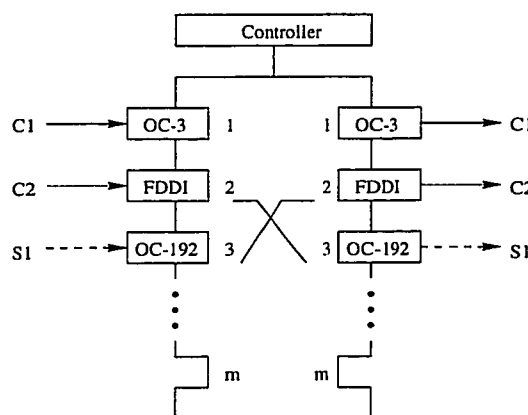 Controller
C1 OC-3 1 1 OC-3 C1
C2 FDDI 2 2 FDDI C2
S1 OC-192 3 3 OC-192 S1
m m